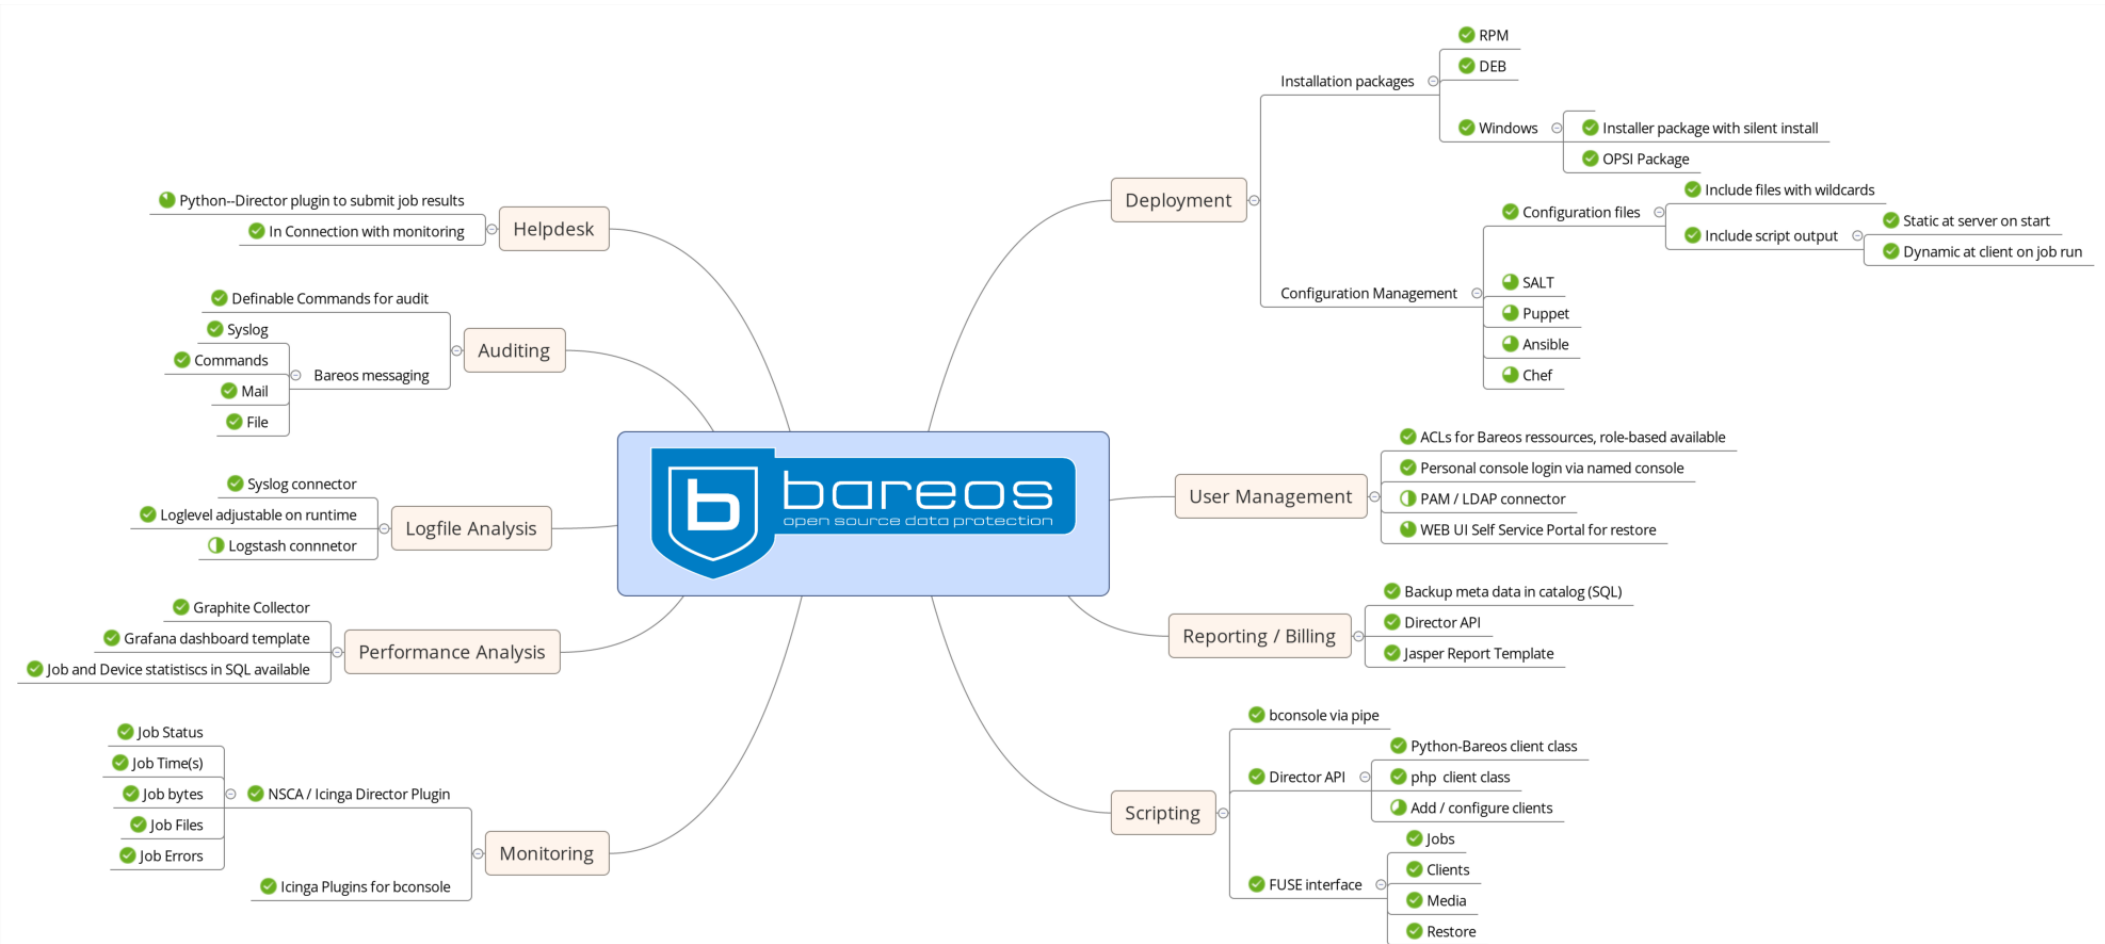 bareos
open source data protection
Helpdesk
Python--Director plugin to submit job results
In Connection with monitoring
Auditing
Definable Commands for audit
Bareos messaging
Syslog
Commands
Mail
File
Logfile Analysis
Syslog connector
Loglevel adjustable on runtime
Logstash connnetor
Performance Analysis
Graphite Collector
Grafana dashboard template
Job and Device statistiscs in SQL available
Monitoring
NSCA / Icinga Director Plugin
Job Status
Job Time(s)
Job bytes
Job Files
Job Errors
Icinga Plugins for bconsole
Deployment
Installation packages
RPM
DEB
Windows
Installer package with silent install
OPSI Package
Configuration Management
Configuration files
Include files with wildcards
Include script output
Static at server on start
Dynamic at client on job run
SALT
Puppet
Ansible
Chef
User Management
ACLs for Bareos ressources, role-based available
Personal console login via named console
PAM / LDAP connector
WEB UI Self Service Portal for restore
Reporting / Billing
Backup meta data in catalog (SQL)
Director API
Jasper Report Template
Scripting
bconsole via pipe
Director API
Python-Bareos client class
php client class
Add / configure clients
FUSE interface
Jobs
Clients
Media
Restore